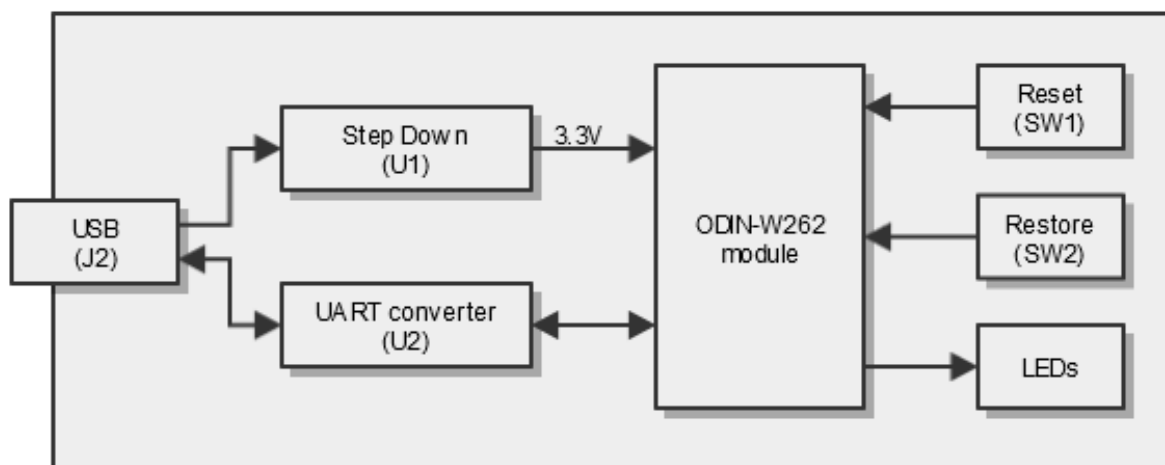 Step Down
(U1)
3.3V
Reset
(SW1)
USB
(J2)
ODIN-W262
module
Restore
(SW2)
UART converter
(U2)
LEDs